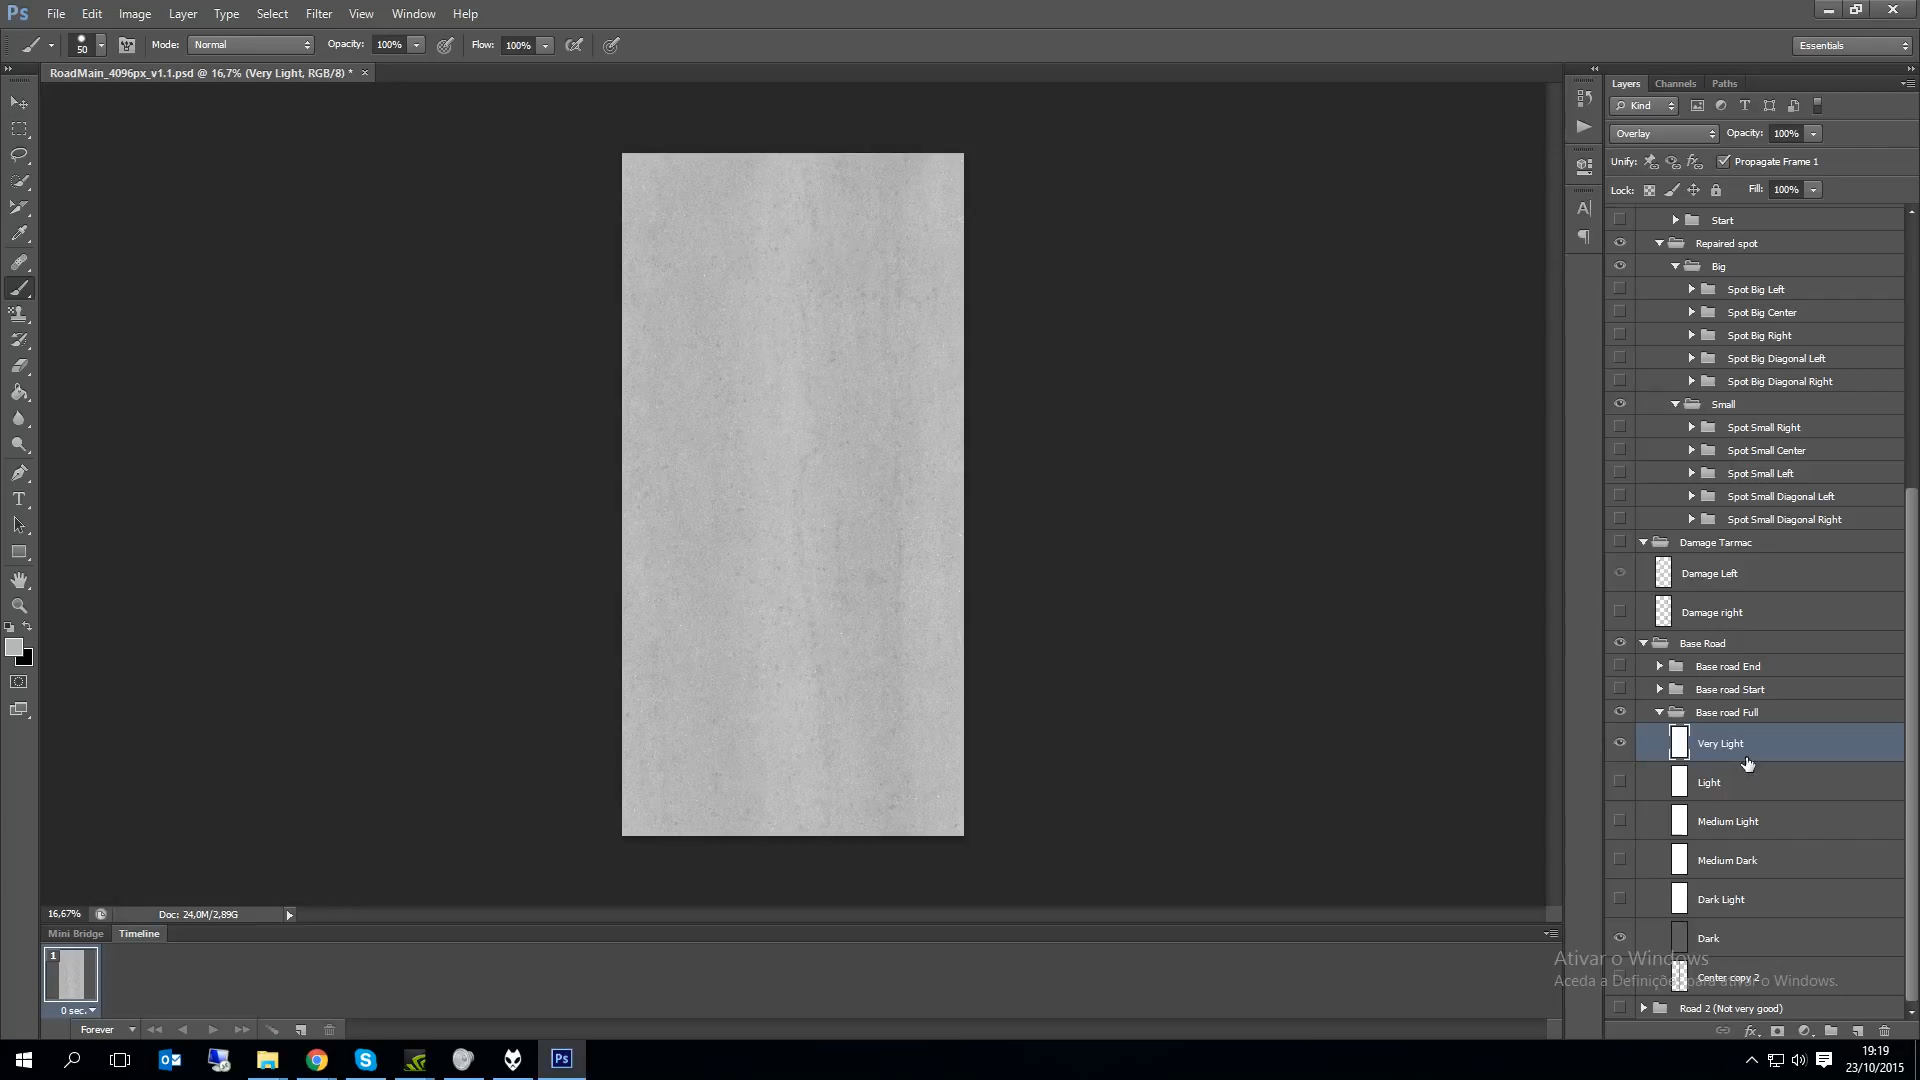 Ps File Edit Image Layer Type Select Filter View Window Help
50 Mode: Normal Opacity: 100% Flow: 100% Essentials
RoadMain_4096px_v1.1.psd @ 16,7% (Very Light, RGB/8) * ×
Layers Channels Paths
Kind
Overlay Opacity: 100%
Unify: Propagate Frame 1
Lock: Fill: 100%
Start
Repaired spot
Big
Spot Big Left
Spot Big Center
Spot Big Right
Spot Big Diagonal Left
Spot Big Diagonal Right
Small
Spot Small Right
Spot Small Center
Spot Small Left
Spot Small Diagonal Left
Spot Small Diagonal Right
Damage Tarmac
Damage Left
Damage right
Base Road
Base road End
Base road Start
Base road Full
Very Light
Light
Medium Light
Medium Dark
Dark Light
Dark
Center copy 2
Road 2 (Not very good)
Ativar o Windows
Aceda a Definições para ativar o Windows.
16,67% Doc: 24,0M/2,89G
Mini Bridge Timeline
1
0 sec.
Forever
Ps
19:19
23/10/2015